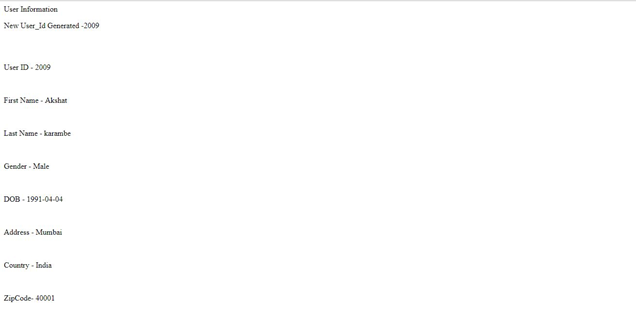 User Information
New User_Id Generated -2009
User ID - 2009
First Name - Akshat
Last Name - karambe
Gender - Male
DOB - 1991-04-04
Address - Mumbai
Country - India
ZipCode- 40001